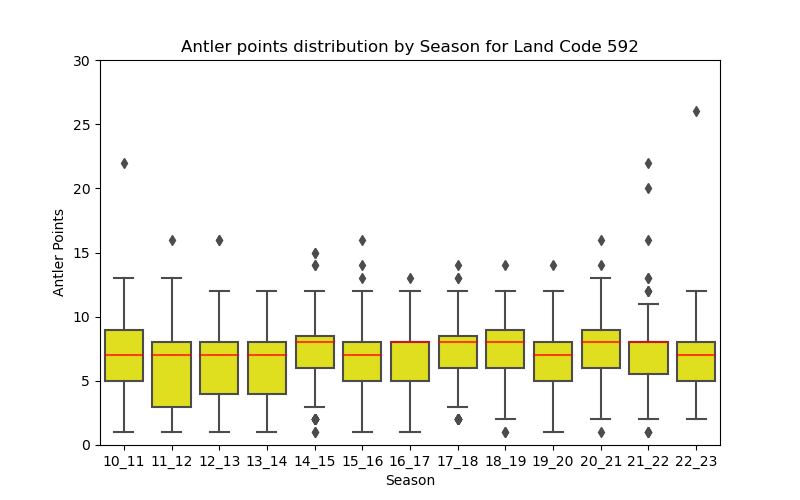 Antler points distribution by Season for Land Code 592
30
25
20
15
10
5
0
Antler Points
10_11 11_12 12_13 13_14 14_15 15_16 16_17 17_18 18_19 19_20 20_21 21_22 22_23
Season